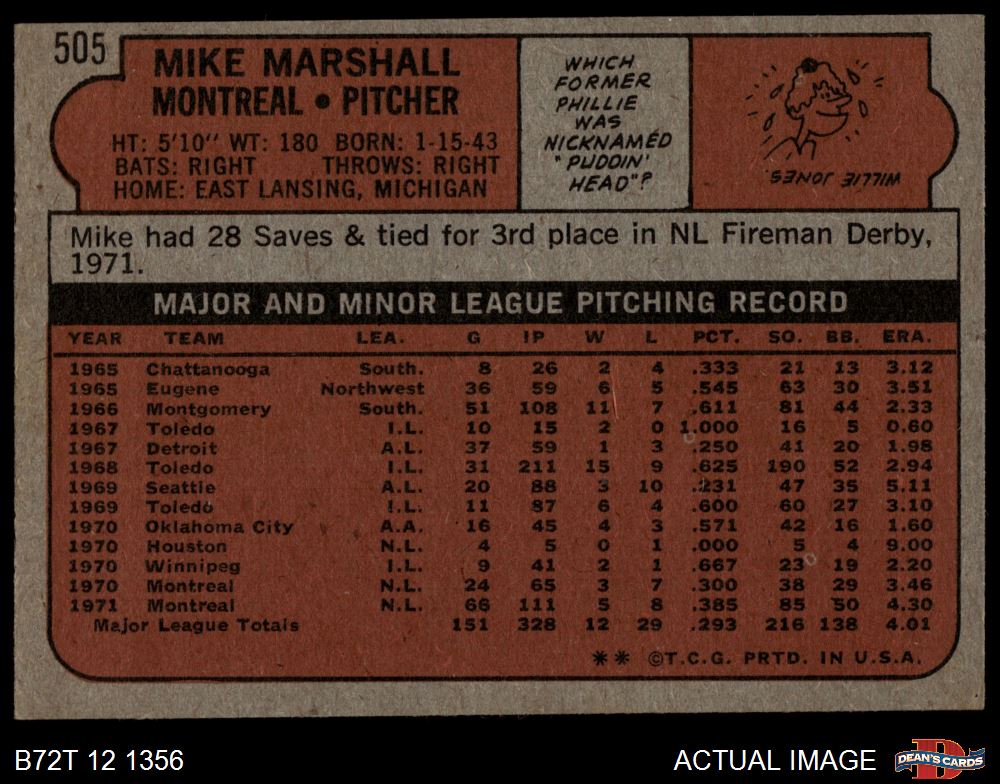 505
MIKE MARSHALL
MONTREAL • PITCHER
HT: 5'10" WT: 180 BORN: 1-15-43
BATS: RIGHT THROWS: RIGHT
HOME: EAST LANSING, MICHIGAN
WHICH
FORMER
PHILLIE
WAS
NICKNAMED
"PUDDIN'
HEAD"?
WILLIE JONES
Mike had 28 Saves & tied for 3rd place in NL Fireman Derby,
1971.
MAJOR AND MINOR LEAGUE PITCHING RECORD
YEAR TEAM LEA. G IP W L PCT. SO. BB. ERA.
1965 Chattanooga South. 8 26 2 4 .333 21 13 3.12
1965 Eugene Northwest 36 59 6 5 .545 63 30 3.51
1966 Montgomery South. 51 108 11 7 .611 81 44 2.33
1967 Toledo I.L. 10 15 2 0 1.000 16 5 0.60
1967 Detroit A.L. 37 59 1 3 .250 41 20 1.98
1968 Toledo I.L. 31 211 15 9 .625 190 52 2.94
1969 Seattle A.L. 20 88 3 10 .231 47 35 5.11
1969 Toledo I.L. 11 87 6 4 .600 60 27 3.10
1970 Oklahoma City A.A. 16 45 4 3 .571 42 16 1.60
1970 Houston N.L. 4 5 0 1 .000 5 4 9.00
1970 Winnipeg I.L. 9 41 2 1 .667 23 19 2.20
1970 Montreal N.L. 24 65 3 7 .300 38 29 3.46
1971 Montreal N.L. 66 111 5 8 .385 85 50 4.30
Major League Totals 151 328 12 29 .293 216 138 4.01
** ©T.C.G. PRTD. IN U.S.A.
B72T 12 1356
ACTUAL IMAGE
D
DEAN'S CARDS